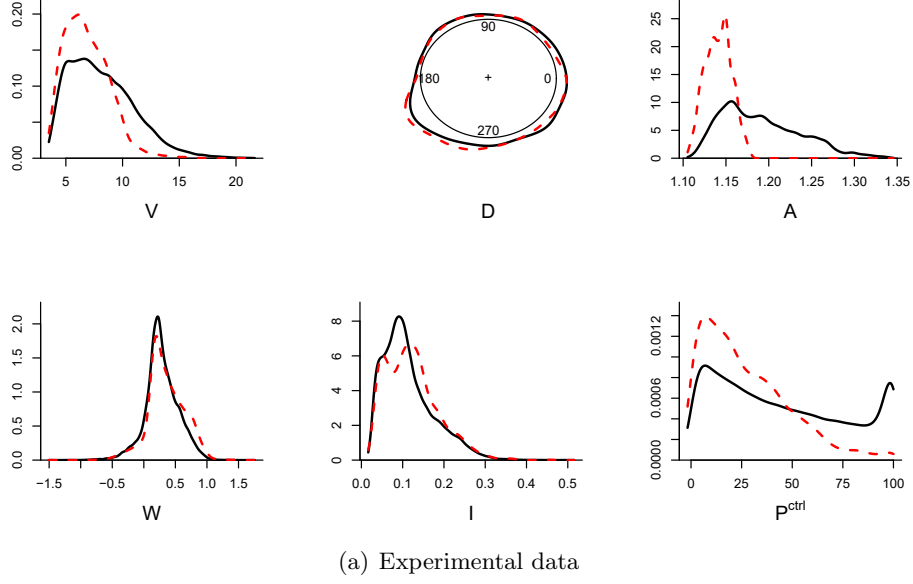 0.00 0.10 0.20
5 10 15 20
V
90
180 0
270
D
0 5 10 15 20 25
1.10 1.15 1.20 1.25 1.30 1.35
A
0.0 0.5 1.0 1.5 2.0
−1.5 −0.5 0.5 1.0 1.5
W
0 2 4 6 8
0.0 0.1 0.2 0.3 0.4 0.5
I
0.0000 0.0006 0.0012
0 25 50 75 100
P^ctrl
(a) Experimental data